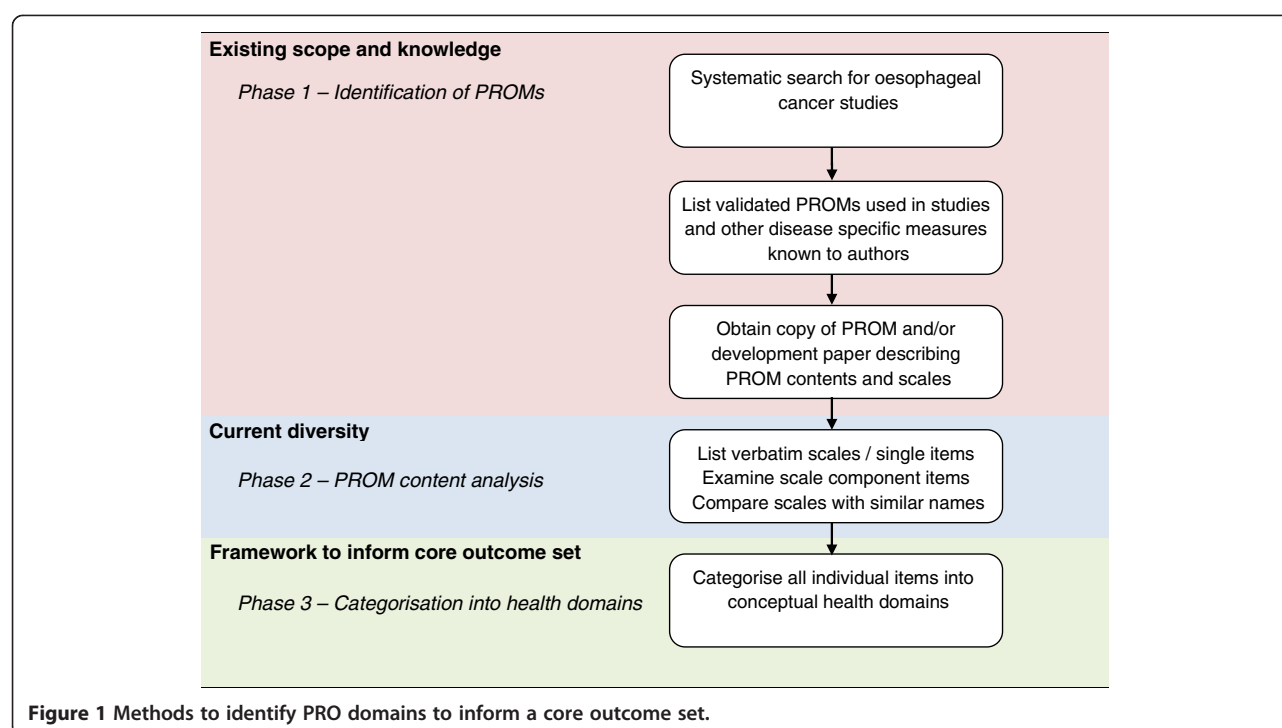 Existing scope and knowledge
Phase 1 – Identification of PROMs
Systematic search for oesophageal
cancer studies
List validated PROMs used in studies
and other disease specific measures
known to authors
Obtain copy of PROM and/or
development paper describing
PROM contents and scales
Current diversity
Phase 2 – PROM content analysis
List verbatim scales / single items
Examine scale component items
Compare scales with similar names
Framework to inform core outcome set
Phase 3 – Categorisation into health domains
Categorise all individual items into
conceptual health domains
Figure 1 Methods to identify PRO domains to inform a core outcome set.